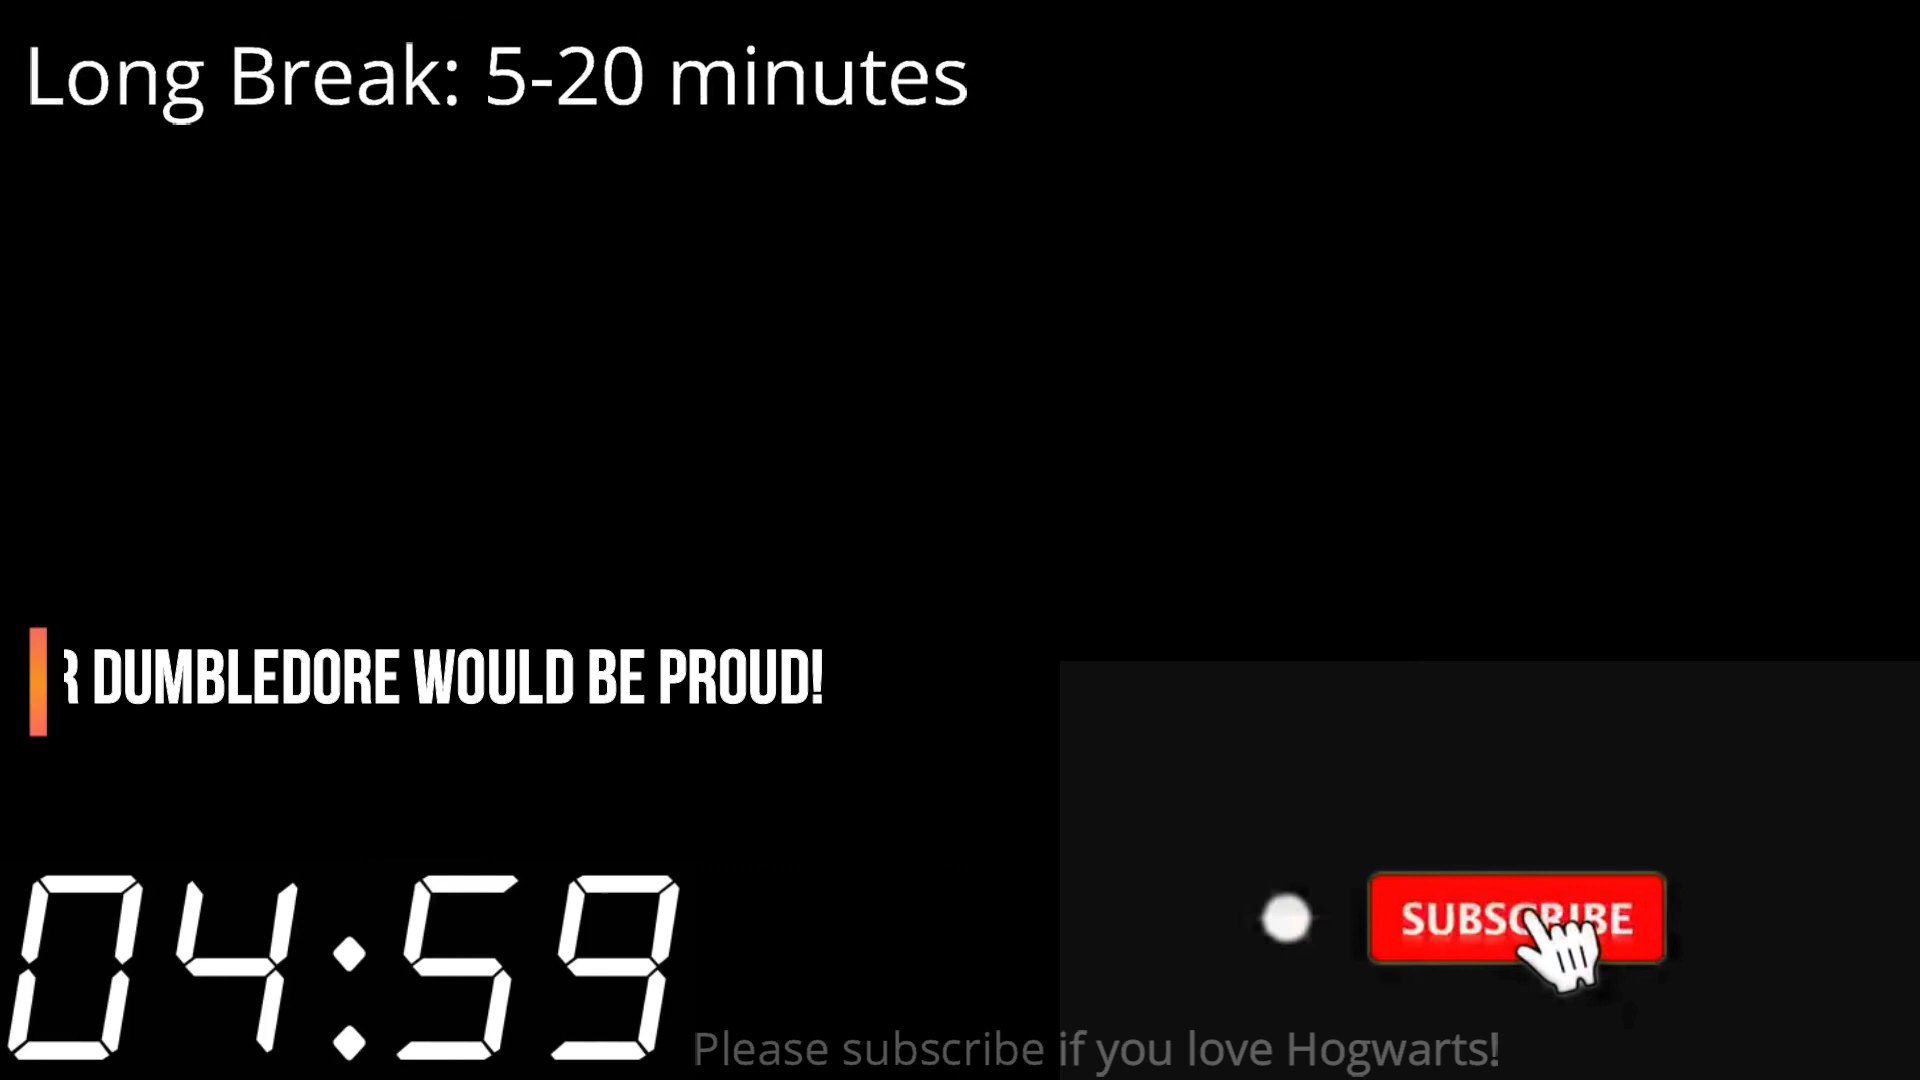 Long Break: 5-20 minutes
R DUMBLEDORE WOULD BE PROUD!
04:59
SUBSCRIBE
Please subscribe if you love Hogwarts!